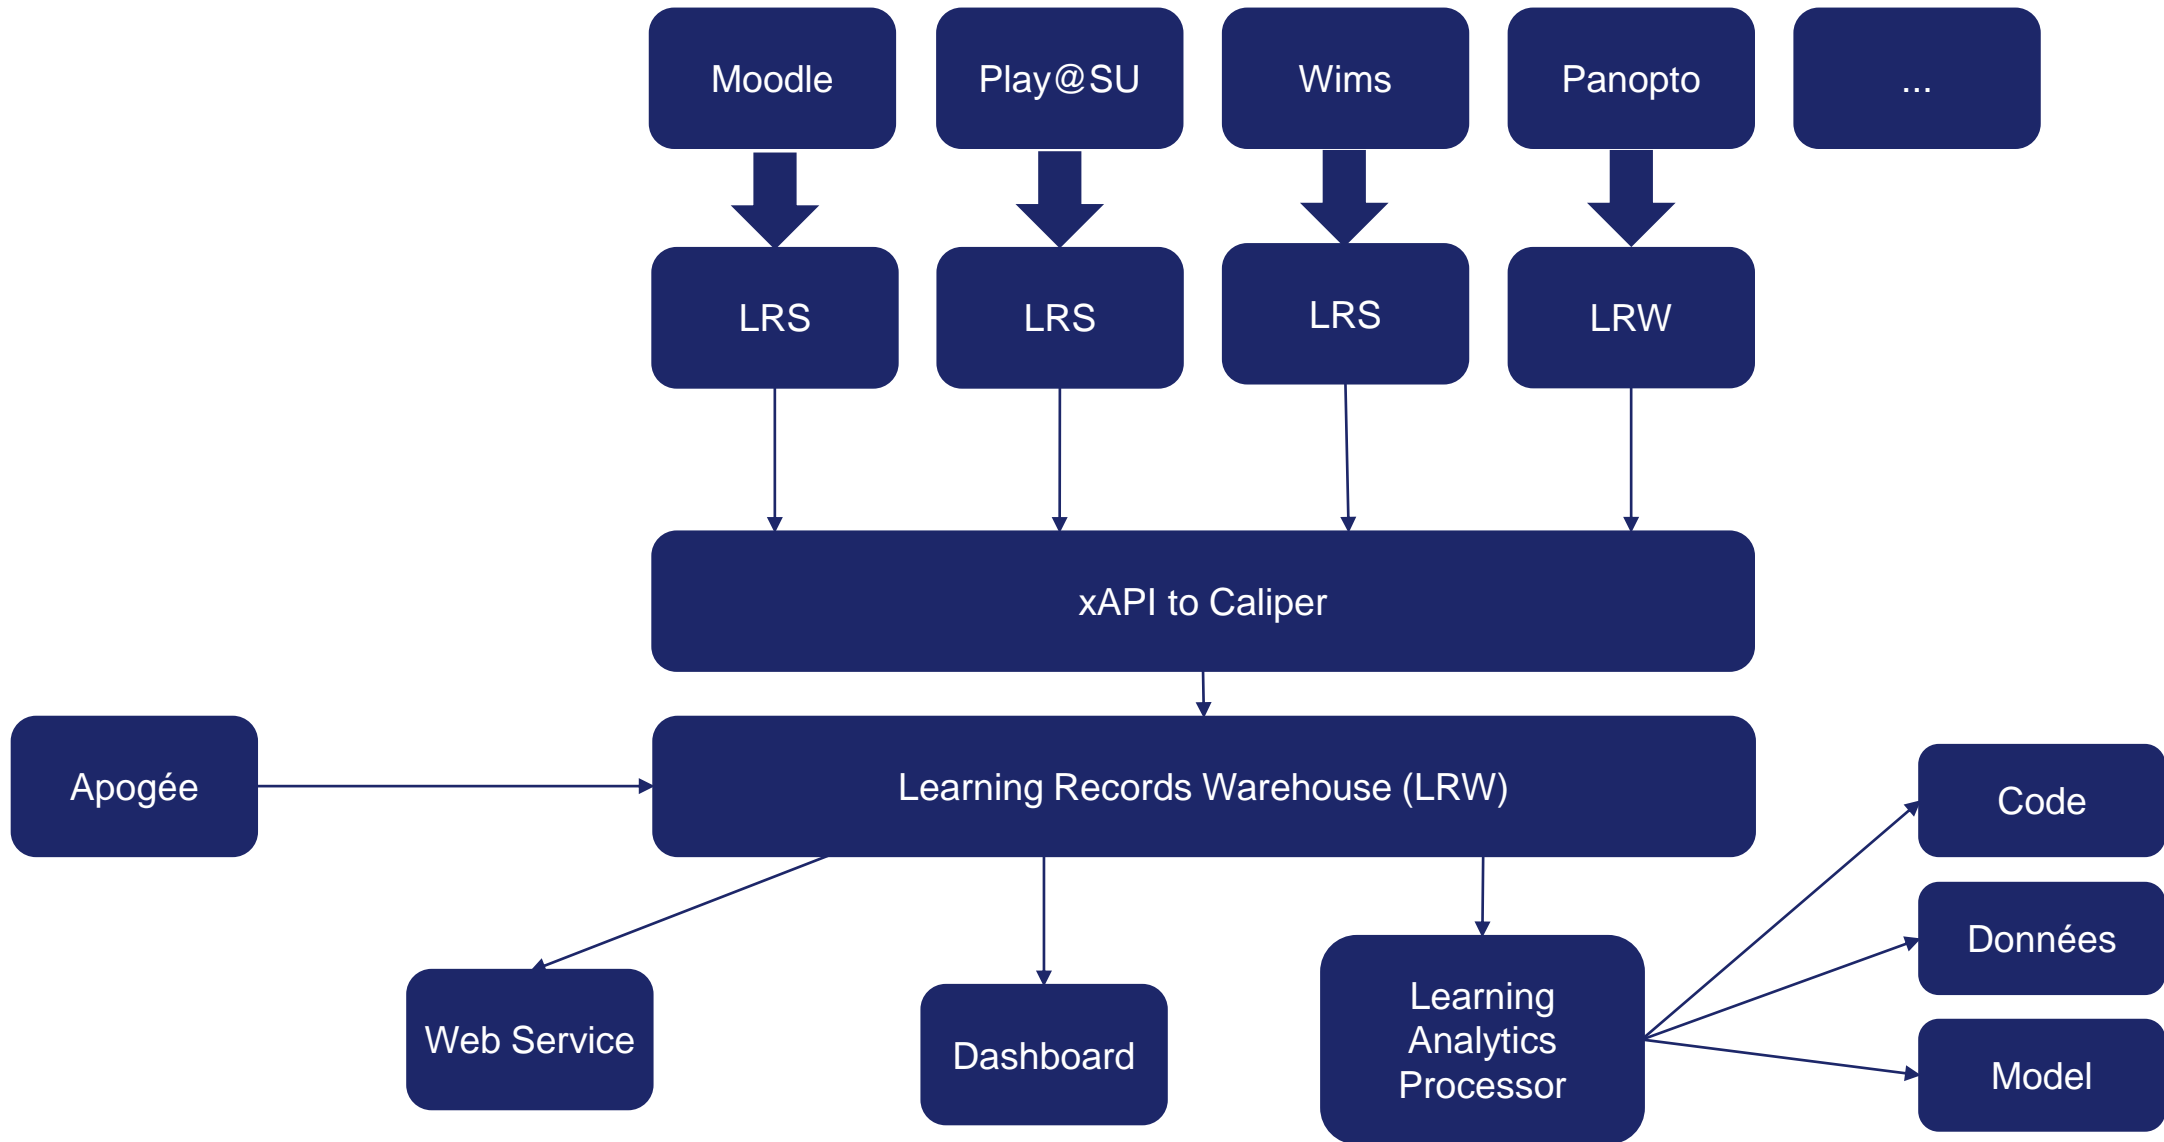 Moodle
Play@SU
Wims
Panopto
...
LRS
LRS
LRS
LRW
xAPI to Caliper
Apogée
Learning Records Warehouse (LRW)
Code
Données
Model
Web Service
Dashboard
Learning
Analytics
Processor